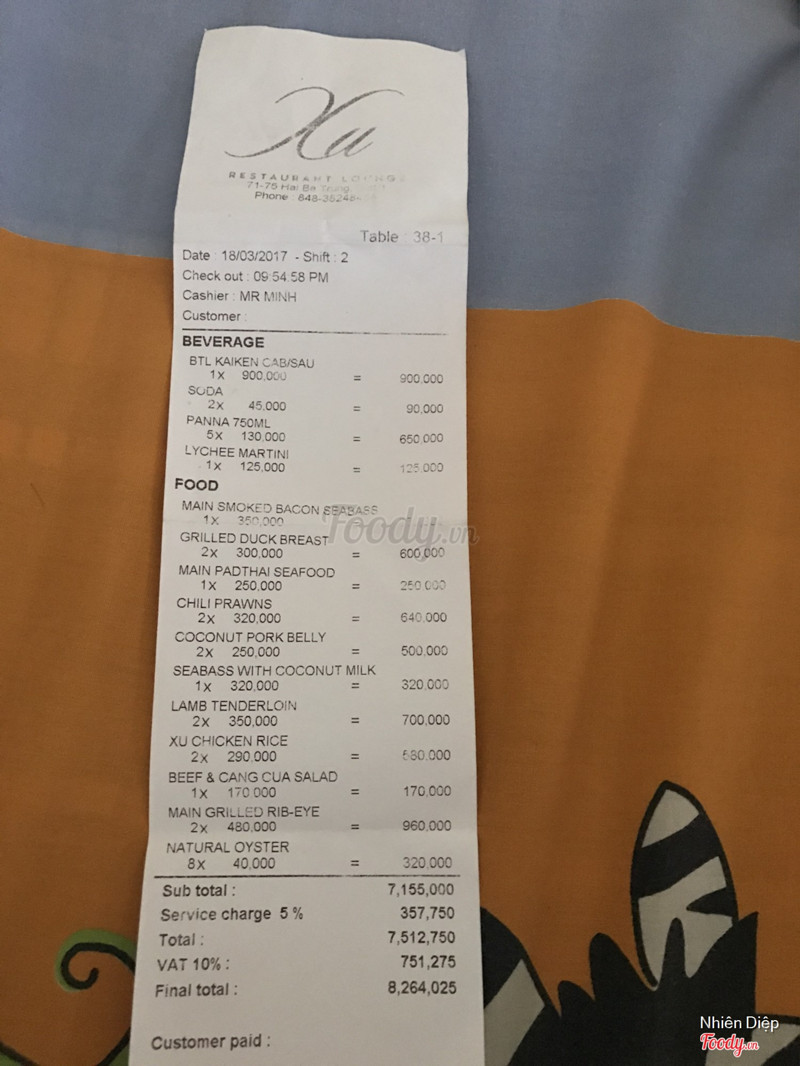 Xu
RESTAURANT LOUNGE
71-75 Hai Ba Trung
Phone 848-38248
Table : 38-1
Date : 18/03/2017 - Shift : 2
Check out : 09:54:58 PM
Cashier : MR MINH
Customer :
BEVERAGE
BTL KAIKEN CAB/SAU
1x 900,000 = 900,000
SODA
2x 45,000 = 90,000
PANNA 750ML
5x 130,000 = 650,000
LYCHEE MARTINI
1x 125,000 = 125,000
FOOD
MAIN SMOKED BACON SEABASS
1x 350,000
GRILLED DUCK BREAST
2x 300,000 = 600,000
MAIN PADTHAI SEAFOOD
1x 250,000 = 250,000
CHILI PRAWNS
2x 320,000 = 640,000
COCONUT PORK BELLY
2x 250,000 = 500,000
SEABASS WITH COCONUT MILK
1x 320,000 = 320,000
LAMB TENDERLOIN
2x 350,000 = 700,000
XU CHICKEN RICE
2x 290,000 = 580,000
BEEF & CANG CUA SALAD
1x 170,000 = 170,000
MAIN GRILLED RIB-EYE
2x 480,000 = 960,000
NATURAL OYSTER
8x 40,000 = 320,000
Sub total : 7,155,000
Service charge 5 % 357,750
Total : 7,512,750
VAT 10% : 751,275
Final total : 8,264,025
Customer paid :
Foody.vn
Nhiên Diệp
Foody.vn